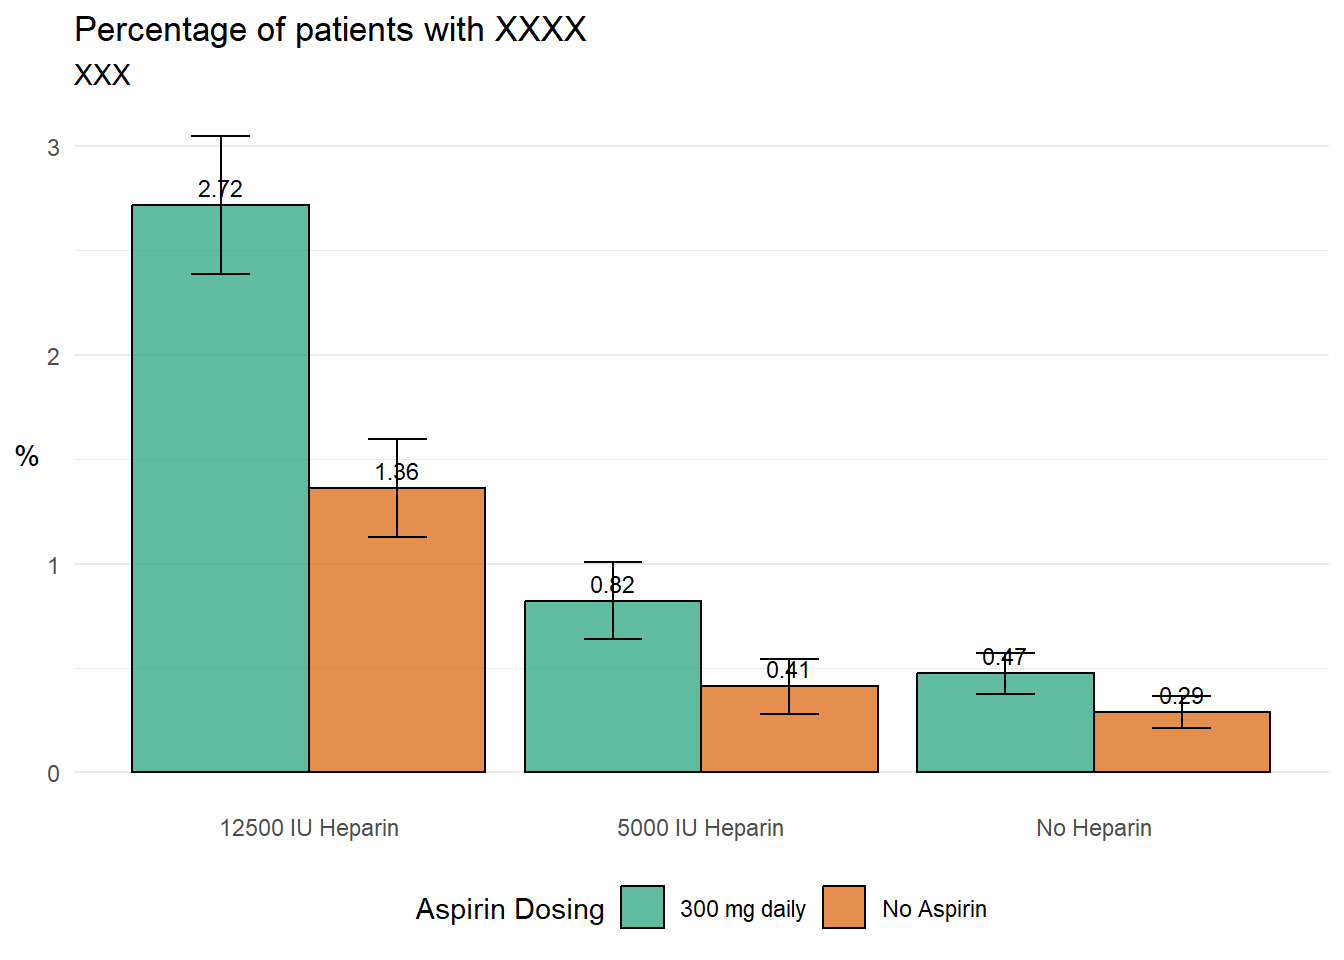 Percentage of patients with XXXX
XXX
3
2
1
0
%
2.72
1.36
0.82
0.41
0.47
0.29
12500 IU Heparin
5000 IU Heparin
No Heparin
Aspirin Dosing
300 mg daily
No Aspirin